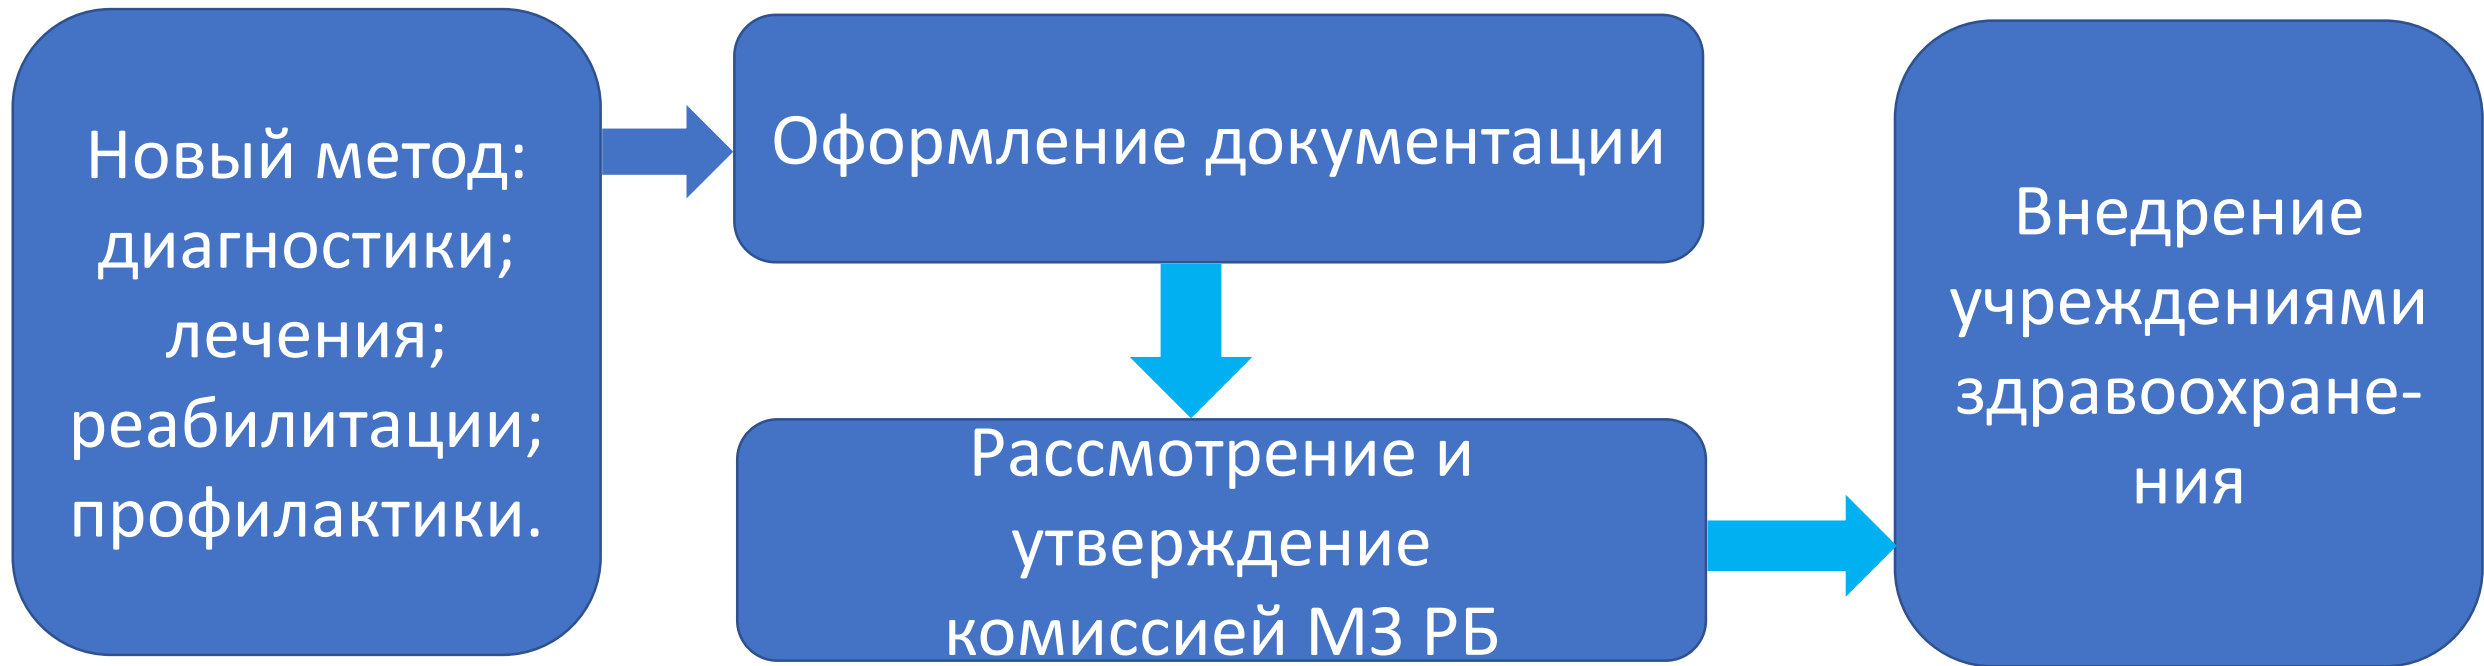 Новый метод:
диагностики;
лечения;
реабилитации;
профилактики.
Оформление документации
Рассмотрение и
утверждение
комиссией МЗ РБ
Внедрение
учреждениями
здравоохране-
ния